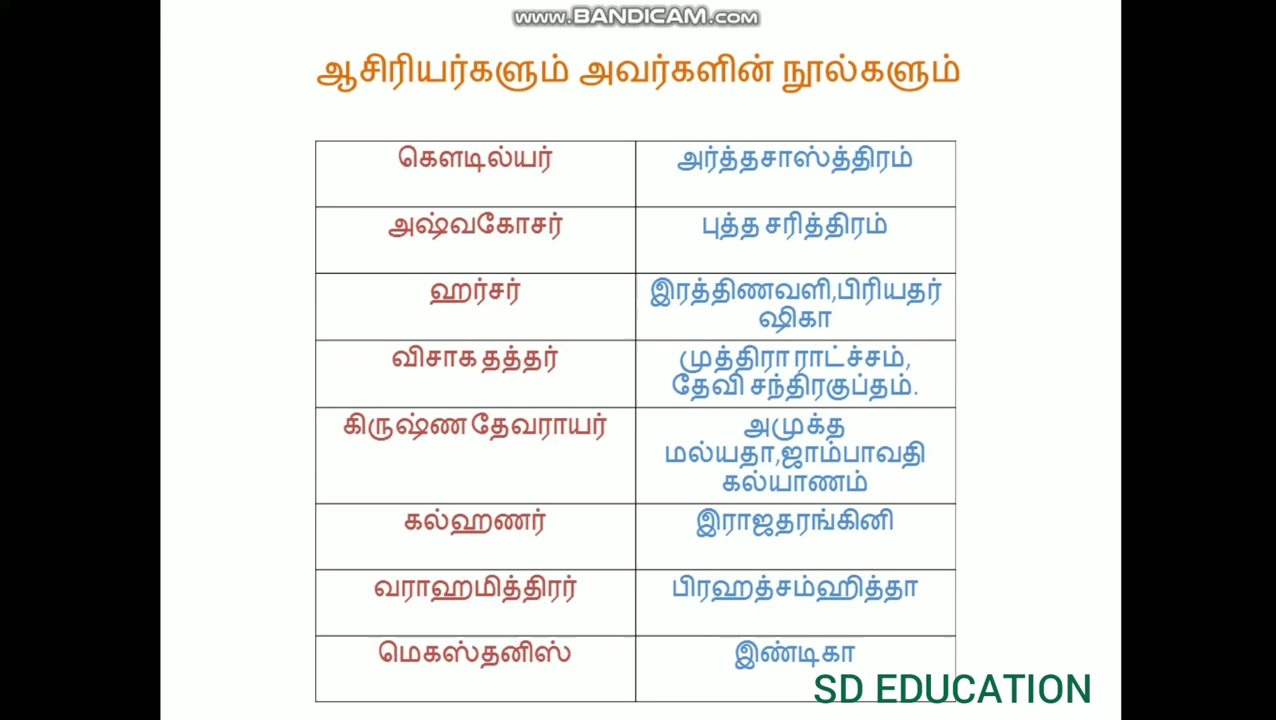 www.BANDICAM.com
ஆசிரியர்களும் அவர்களின் நூல்களும்
கௌடில்யர் அர்த்தசாஸ்த்திரம்
அஷ்வகோசர் புத்த சரித்திரம்
ஹர்சர் இரத்திணவளி,பிரியதர்
ஷிகா
விசாக தத்தர் முத்திரா ராட்ச்சம்,
தேவி சந்திரகுப்தம்.
கிருஷ்ண தேவராயர் அமுக்த
மல்யதா,ஜாம்பாவதி
கல்யாணம்
கல்ஹணர் இராஜதரங்கினி
வராஹமித்திரர் பிரஹத்சம்ஹித்தா
மெகஸ்தனிஸ் இண்டிகா
SD EDUCATION